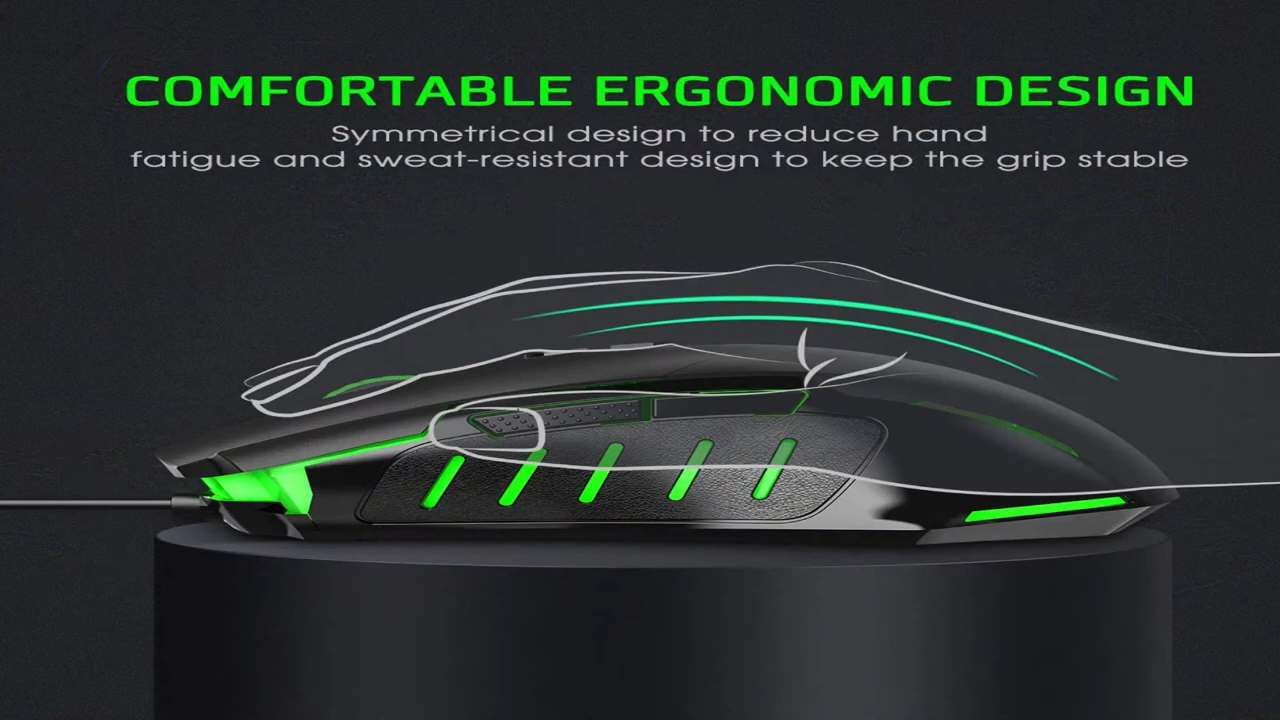 COMFORTABLE ERGONOMIC DESIGN
Symmetrical design to reduce hand
fatigue and sweat-resistant design to keep the grip stable